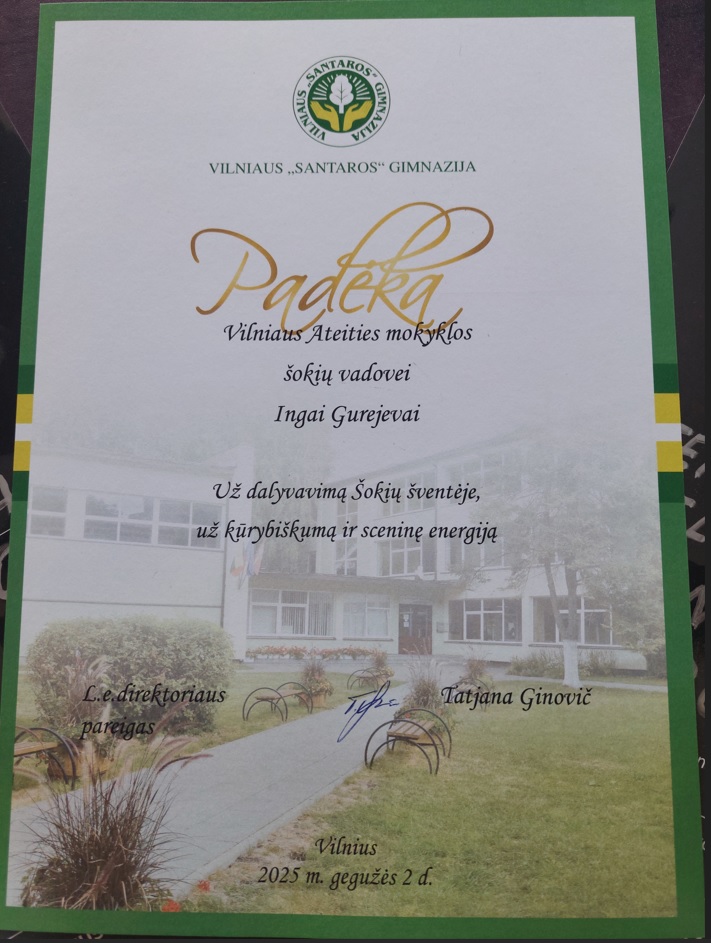 VILNIAUS „SANTAROS“ GIMNAZIJA
VILNIAUS „SANTAROS“ GIMNAZIJA
Padėka
Vilniaus Ateities mokyklos
šokių vadovei
Ingai Gurejevai
Už dalyvavimą Šokių šventėje,
už kūrybiškumą ir sceninę energiją
L.e.direktoriaus
pareigas
Tatjana Ginovič
Vilnius
2025 m. gegužės 2 d.